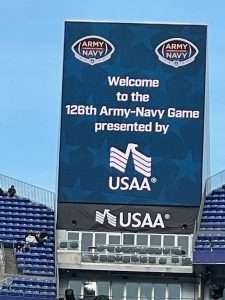 ARMY NAVY
ARMY NAVY
Welcome
to the
126th Army-Navy Game
presented by
USAA®
USAA®